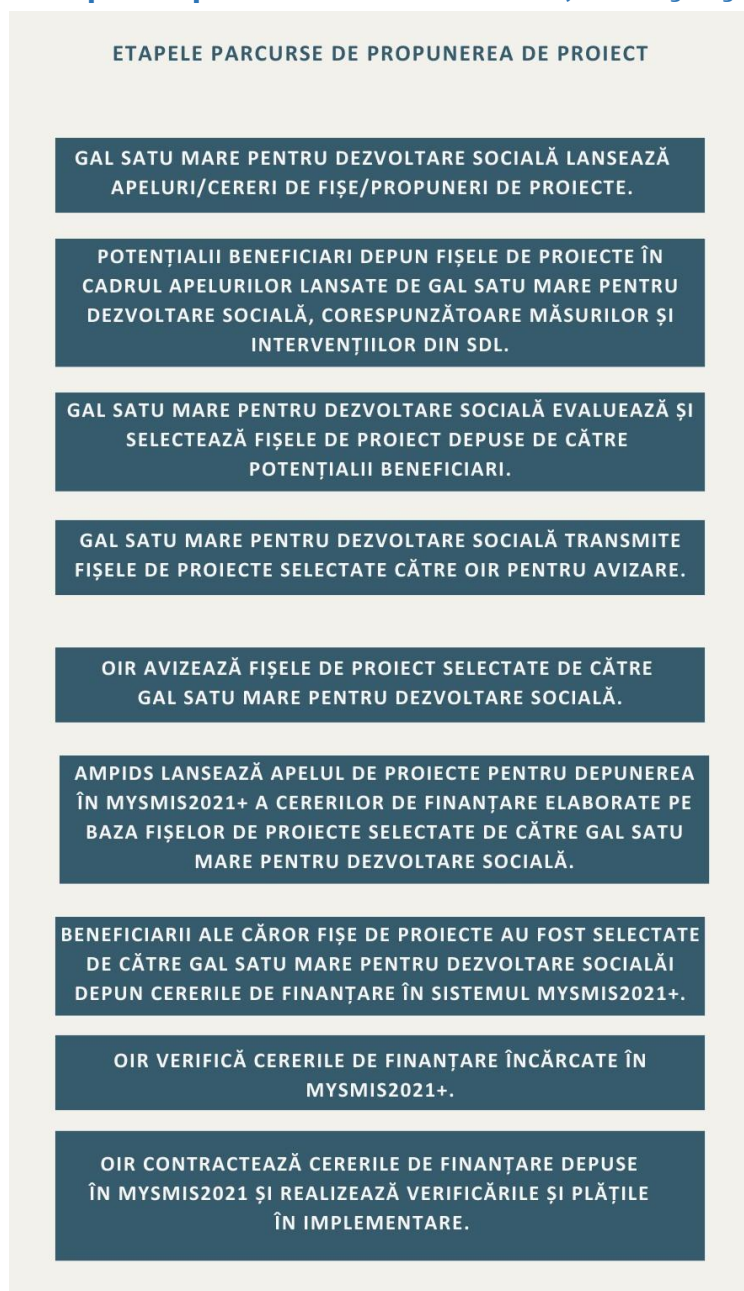 ETAPELE PARCURSE DE PROPUNEREA DE PROIECT
GAL SATU MARE PENTRU DEZVOLTARE SOCIALĂ LANSEAZĂ
APELURI/CERERI DE FIȘE/PROPUNERI DE PROIECTE.
POTENȚIALII BENEFICIARI DEPUN FIȘELE DE PROIECTE ÎN
CADRUL APELURILOR LANSATE DE GAL SATU MARE PENTRU
DEZVOLTARE SOCIALĂ, CORESPUNZĂTOARE MĂSURILOR ȘI
INTERVENȚIILOR DIN SDL.
GAL SATU MARE PENTRU DEZVOLTARE SOCIALĂ EVALUEAZĂ ȘI
SELECTEAZĂ FIȘELE DE PROIECT DEPUSE DE CĂTRE
POTENȚIALII BENEFICIARI.
GAL SATU MARE PENTRU DEZVOLTARE SOCIALĂ TRANSMITE
FIȘELE DE PROIECTE SELECTATE CĂTRE OIR PENTRU AVIZARE.
OIR AVIZEAZĂ FIȘELE DE PROIECT SELECTATE DE CĂTRE
GAL SATU MARE PENTRU DEZVOLTARE SOCIALĂ.
AMPIDS LANSEAZĂ APELUL DE PROIECTE PENTRU DEPUNEREA
ÎN MYSMIS2021+ A CERERILOR DE FINANȚARE ELABORATE PE
BAZA FIȘELOR DE PROIECTE SELECTATE DE CĂTRE GAL SATU
MARE PENTRU DEZVOLTARE SOCIALĂ.
BENEFICIARII ALE CĂROR FIȘE DE PROIECTE AU FOST SELECTATE
DE CĂTRE GAL SATU MARE PENTRU DEZVOLTARE SOCIALĂI
DEPUN CERERILE DE FINANȚARE ÎN SISTEMUL MYSMIS2021+.
OIR VERIFICĂ CERERILE DE FINANȚARE ÎNCĂRCATE ÎN
MYSMIS2021+.
OIR CONTRACTEAZĂ CERERILE DE FINANȚARE DEPUSE
ÎN MYSMIS2021 ȘI REALIZEAZĂ VERIFICĂRILE ȘI PLĂȚILE
ÎN IMPLEMENTARE.